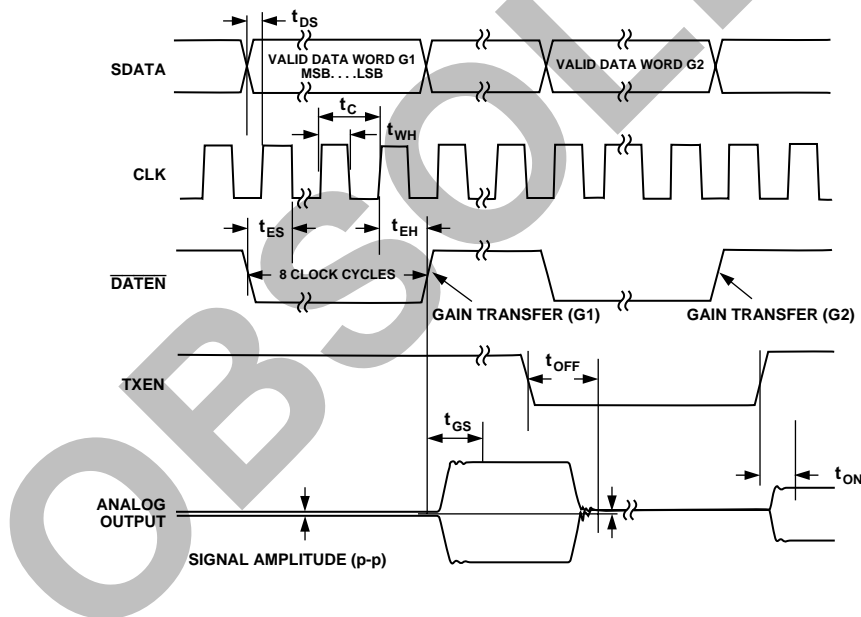 tDS
SDATA
VALID DATA WORD G1
MSB. . . .LSB
VALID DATA WORD G2
tC
tWH
CLK
tES
tEH
DATEN
8 CLOCK CYCLES
GAIN TRANSFER (G1)
GAIN TRANSFER (G2)
TXEN
tOFF
tGS
tON
ANALOG
OUTPUT
SIGNAL AMPLITUDE (p-p)
OBSOLE